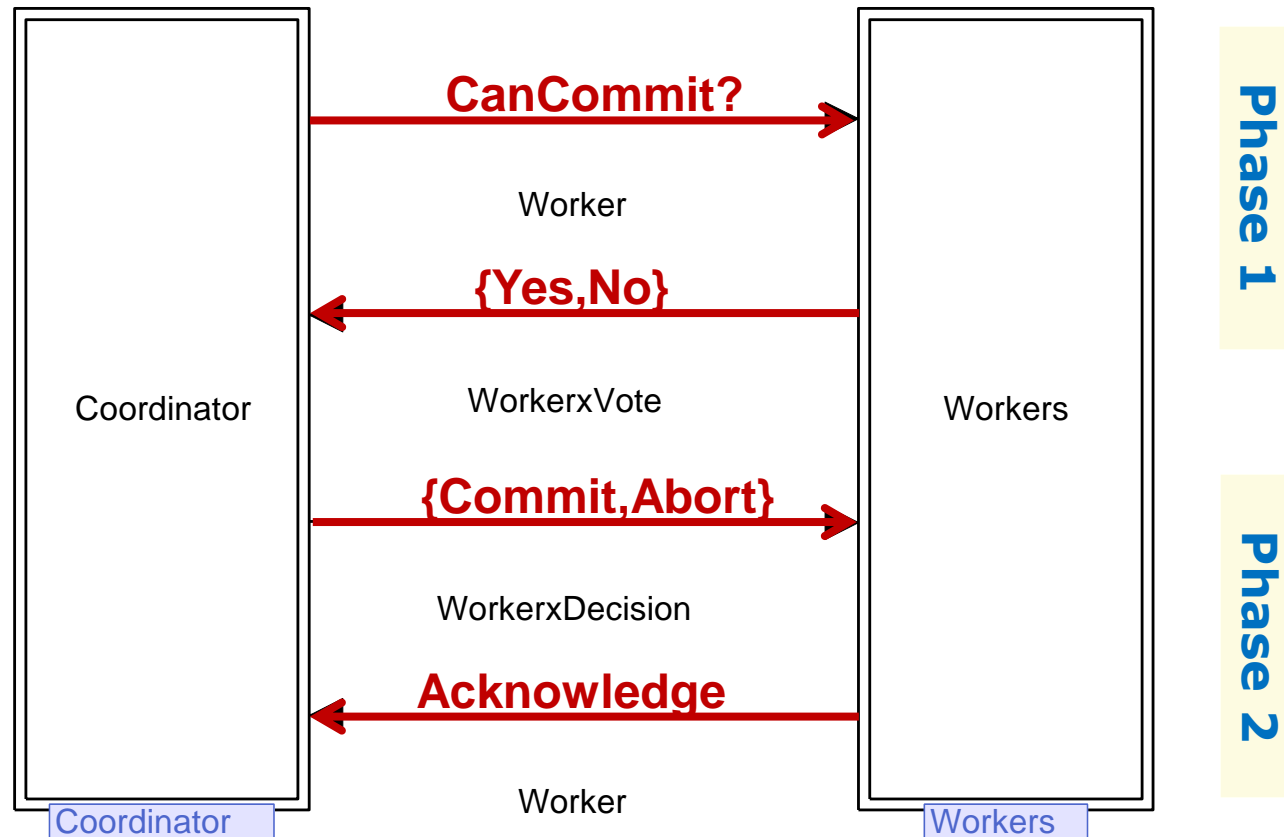 CanCommit?
Worker
{Yes,No}
WorkerxVote
Coordinator
Workers
{Commit,Abort}
WorkerxDecision
Acknowledge
Worker
Coordinator
Workers
Phase 1
Phase 2